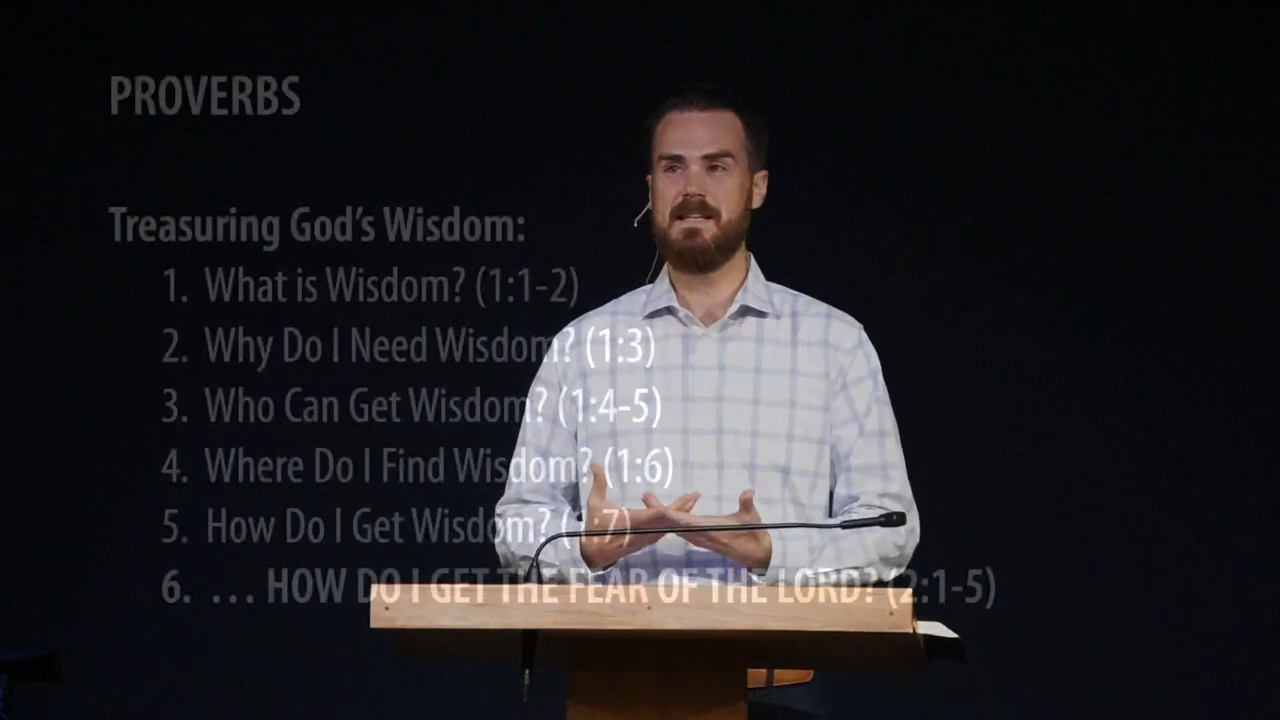 PROVERBS
Treasuring God's Wisdom:
1. What is Wisdom? (1:1-2)
2. Why Do I Need Wisdom? (1:3)
3. Who Can Get Wisdom? (1:4-5)
4. Where Do I Find Wisdom? (1:6)
5. How Do I Get Wisdom? (1:7)
6. … HOW DO I GET THE FEAR OF THE LORD? (2:1-5)